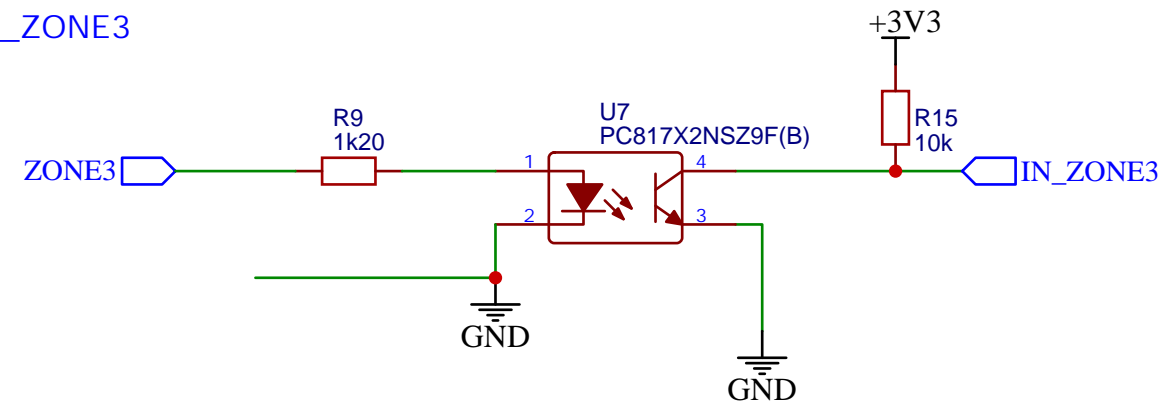 _ZONE3
+3V3
R9
1k20
U7
PC817X2NSZ9F(B)
R15
10k
ZONE3
1
4
IN_ZONE3
2
3
GND
GND